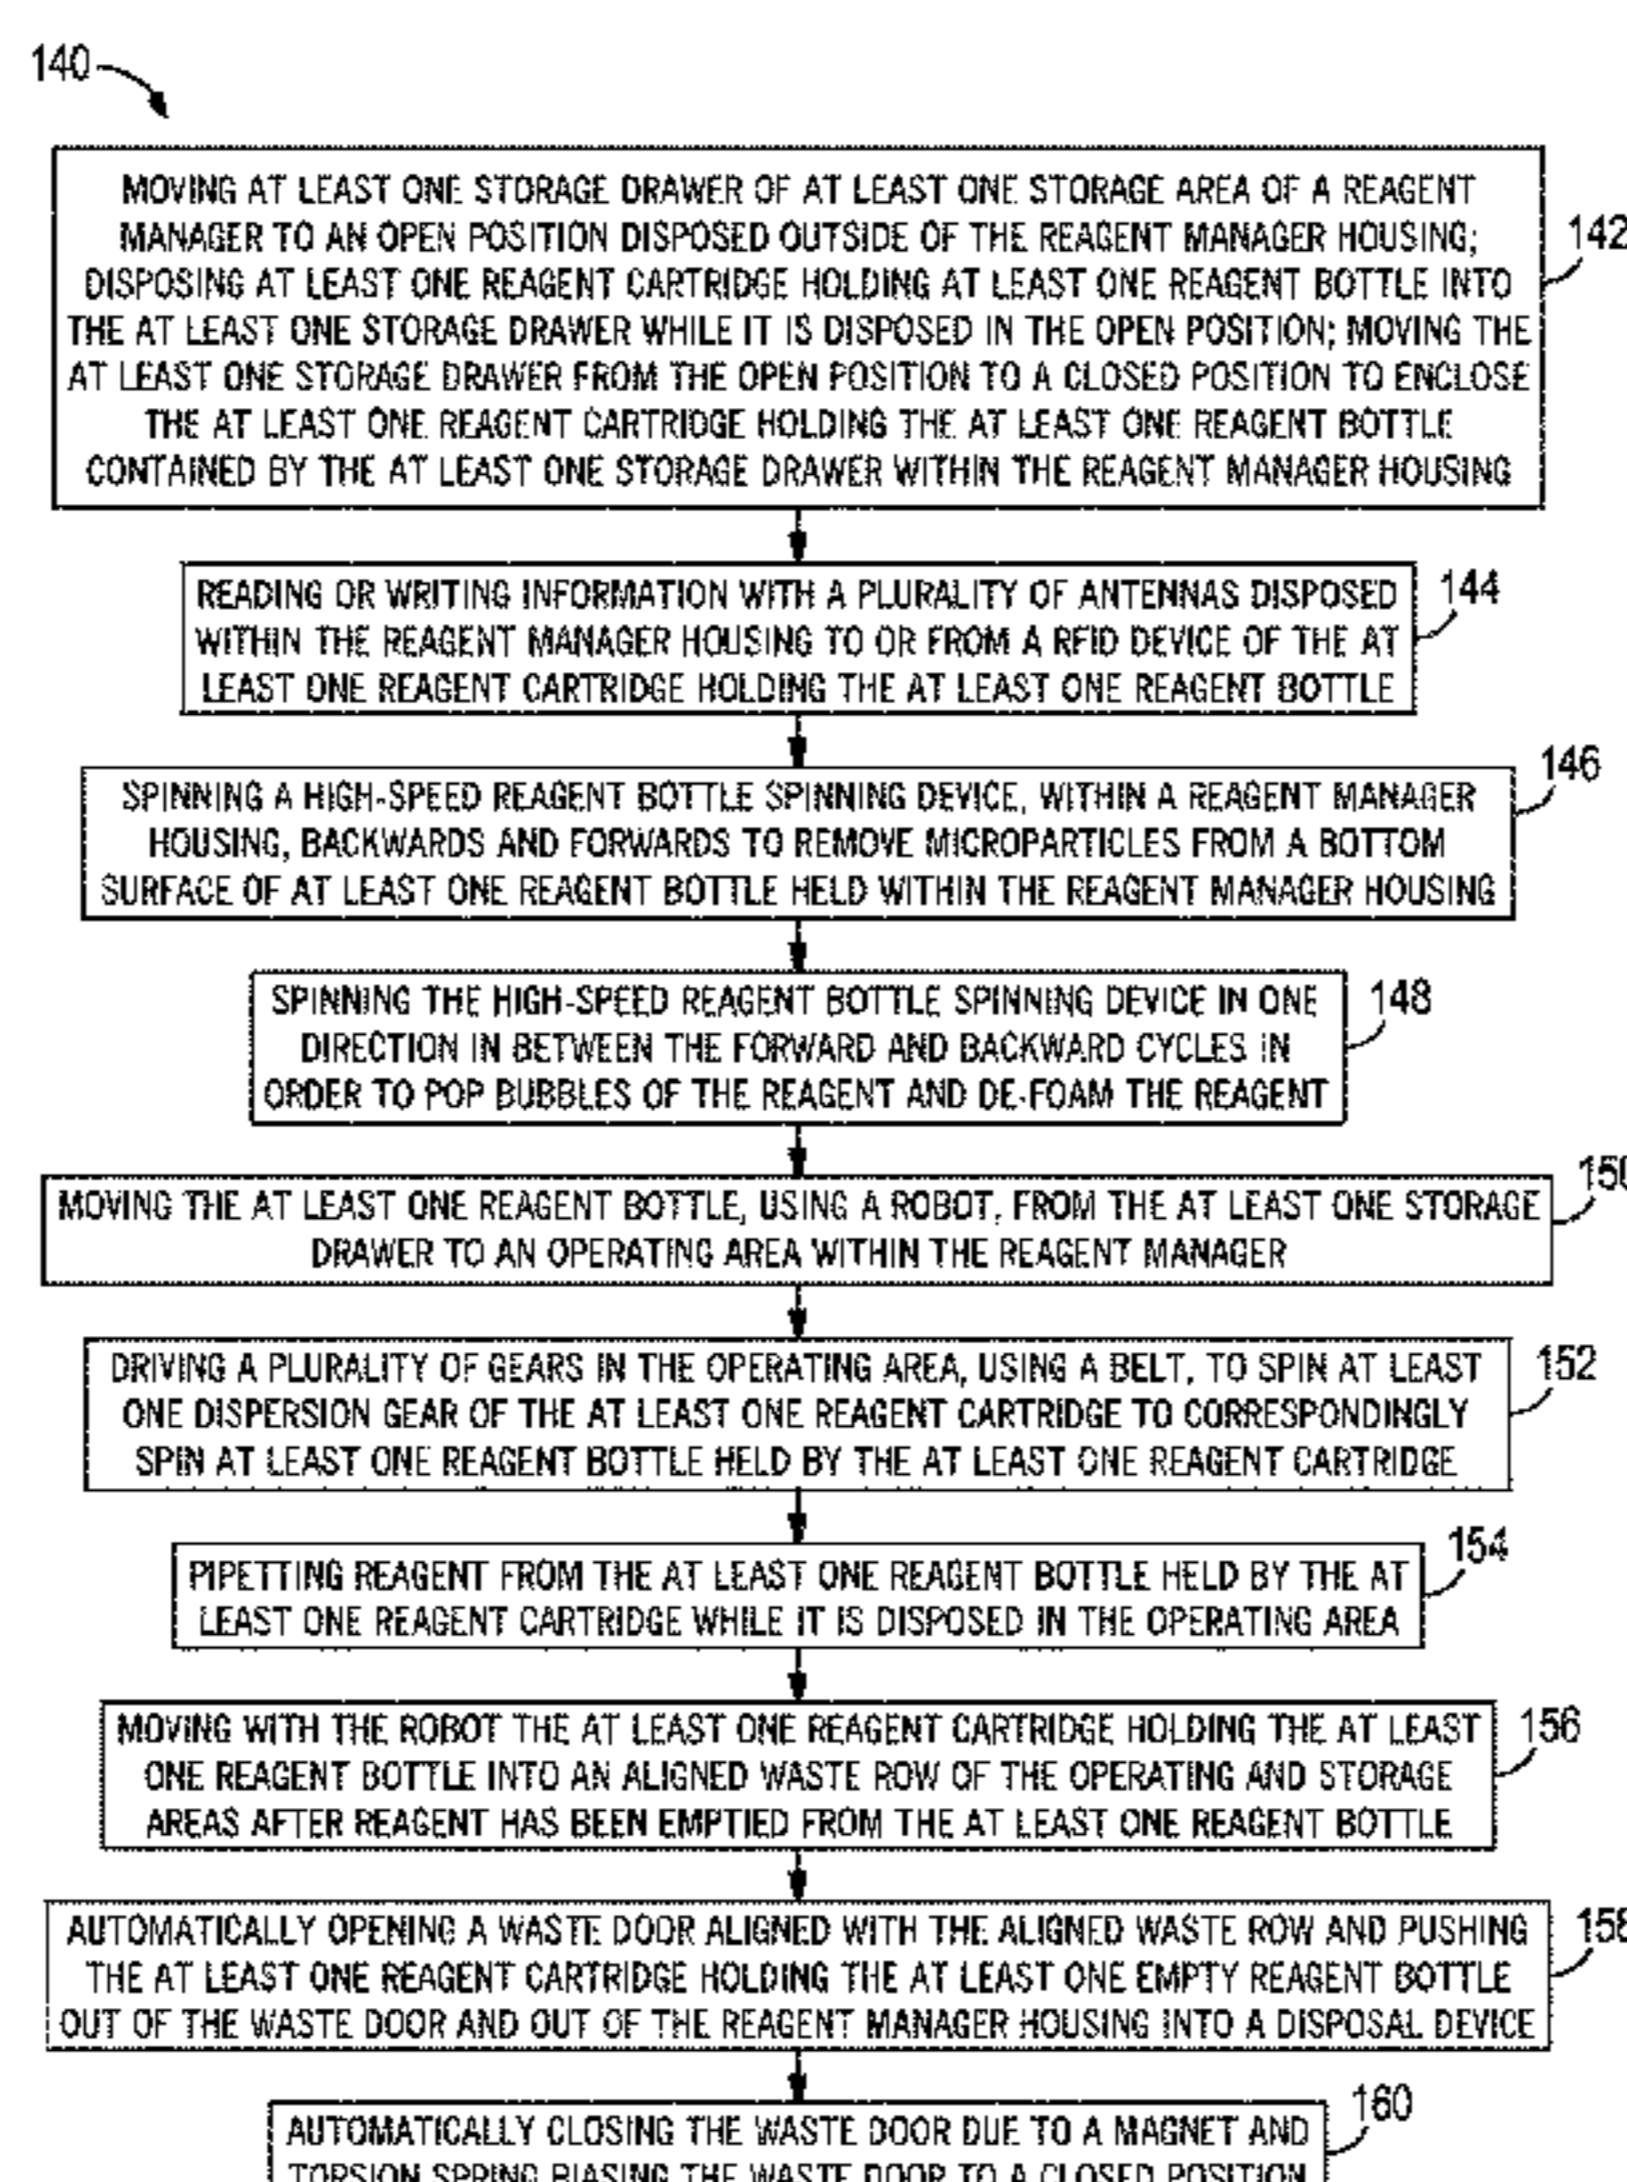 140
MOVING AT LEAST ONE STORAGE DRAWER OF AT LEAST ONE STORAGE AREA OF A REAGENT
MANAGER TO AN OPEN POSITION DISPOSED OUTSIDE OF THE REAGENT MANAGER HOUSING;
DISPOSING AT LEAST ONE REAGENT CARTRIDGE HOLDING AT LEAST ONE REAGENT BOTTLE INTO
THE AT LEAST ONE STORAGE DRAWER WHILE IT IS DISPOSED IN THE OPEN POSITION; MOVING THE
AT LEAST ONE STORAGE DRAWER FROM THE OPEN POSITION TO A CLOSED POSITION TO ENCLOSE
THE AT LEAST ONE REAGENT CARTRIDGE HOLDING THE AT LEAST ONE REAGENT BOTTLE
CONTAINED BY THE AT LEAST ONE STORAGE DRAWER WITHIN THE REAGENT MANAGER HOUSING
142
READING OR WRITING INFORMATION WITH A PLURALITY OF ANTENNAS DISPOSED
WITHIN THE REAGENT MANAGER HOUSING TO OR FROM A RFID DEVICE OF THE AT
LEAST ONE REAGENT CARTRIDGE HOLDING THE AT LEAST ONE REAGENT BOTTLE
144
SPINNING A HIGH-SPEED REAGENT BOTTLE SPINNING DEVICE, WITHIN A REAGENT MANAGER
HOUSING, BACKWARDS AND FORWARDS TO REMOVE MICROPARTICLES FROM A BOTTOM
SURFACE OF AT LEAST ONE REAGENT BOTTLE HELD WITHIN THE REAGENT MANAGER HOUSING
146
SPINNING THE HIGH-SPEED REAGENT BOTTLE SPINNING DEVICE IN ONE
DIRECTION IN BETWEEN THE FORWARD AND BACKWARD CYCLES IN
ORDER TO POP BUBBLES OF THE REAGENT AND DE-FOAM THE REAGENT
148
MOVING THE AT LEAST ONE REAGENT BOTTLE, USING A ROBOT, FROM THE AT LEAST ONE STORAGE
DRAWER TO AN OPERATING AREA WITHIN THE REAGENT MANAGER
150
DRIVING A PLURALITY OF GEARS IN THE OPERATING AREA, USING A BELT, TO SPIN AT LEAST
ONE DISPERSION GEAR OF THE AT LEAST ONE REAGENT CARTRIDGE TO CORRESPONDINGLY
SPIN AT LEAST ONE REAGENT BOTTLE HELD BY THE AT LEAST ONE REAGENT CARTRIDGE
152
PIPETTING REAGENT FROM THE AT LEAST ONE REAGENT BOTTLE HELD BY THE AT
LEAST ONE REAGENT CARTRIDGE WHILE IT IS DISPOSED IN THE OPERATING AREA
154
MOVING WITH THE ROBOT THE AT LEAST ONE REAGENT CARTRIDGE HOLDING THE AT LEAST
ONE REAGENT BOTTLE INTO AN ALIGNED WASTE ROW OF THE OPERATING AND STORAGE
AREAS AFTER REAGENT HAS BEEN EMPTIED FROM THE AT LEAST ONE REAGENT BOTTLE
156
AUTOMATICALLY OPENING A WASTE DOOR ALIGNED WITH THE ALIGNED WASTE ROW AND PUSHING
THE AT LEAST ONE REAGENT CARTRIDGE HOLDING THE AT LEAST ONE EMPTY REAGENT BOTTLE
OUT OF THE WASTE DOOR AND OUT OF THE REAGENT MANAGER HOUSING INTO A DISPOSAL DEVICE
158
AUTOMATICALLY CLOSING THE WASTE DOOR DUE TO A MAGNET AND
TORSION SPRING BIASING THE WASTE DOOR TO A CLOSED POSITION
160